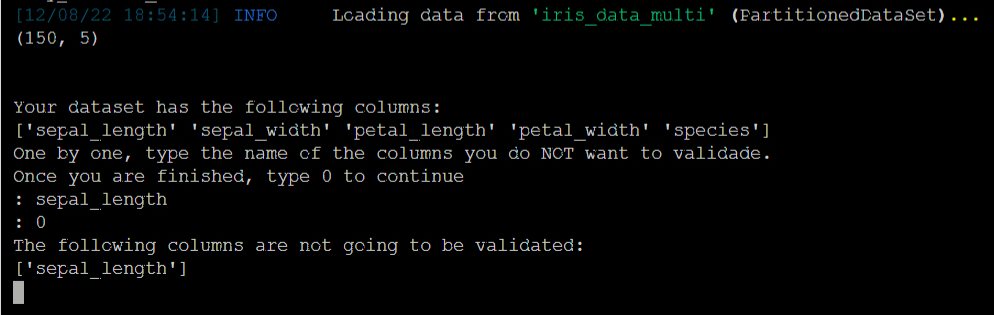 [12/08/22 18:54:14] INFO Loading data from 'iris_data_multi' (PartitionedDataSet)...
(150, 5)
Your dataset has the following columns:
['sepal_length' 'sepal_width' 'petal_length' 'petal_width' 'species']
One by one, type the name of the columns you do NOT want to validade.
Once you are finished, type 0 to continue
: sepal_length
: 0
The following columns are not going to be validated:
['sepal_length']